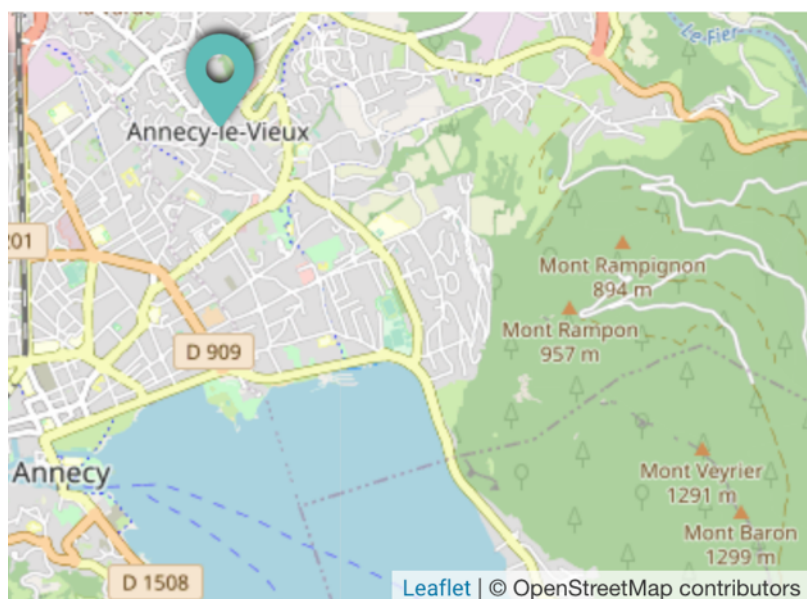 Le Fier
Annecy-le-Vieux
201
Mont Rampignon
894 m
Mont Rampon
957 m
D 909
Annecy
Mont Veyrier
1291 m
Mont Baron
1299 m
D 1508
Leaflet | © OpenStreetMap contributors